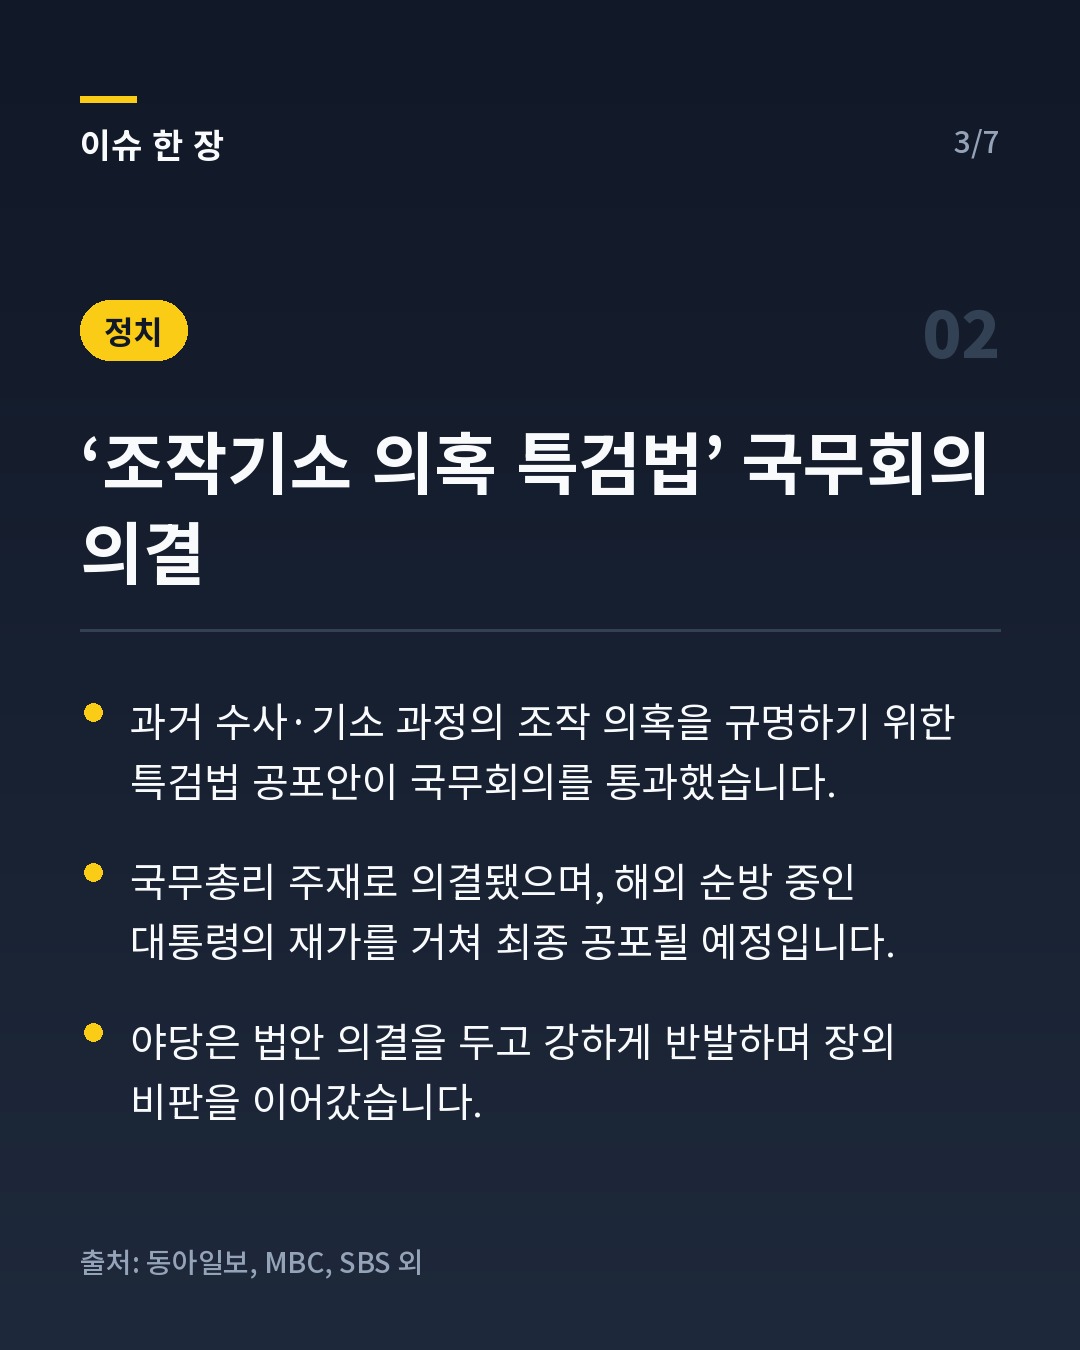 이슈 한 장
3/7
정치
02
‘조작기소 의혹 특검법’ 국무회의
의결
과거 수사·기소 과정의 조작 의혹을 규명하기 위한
특검법 공포안이 국무회의를 통과했습니다.
국무총리 주재로 의결됐으며, 해외 순방 중인
대통령의 재가를 거쳐 최종 공포될 예정입니다.
야당은 법안 의결을 두고 강하게 반발하며 장외
비판을 이어갔습니다.
출처: 동아일보, MBC, SBS 외